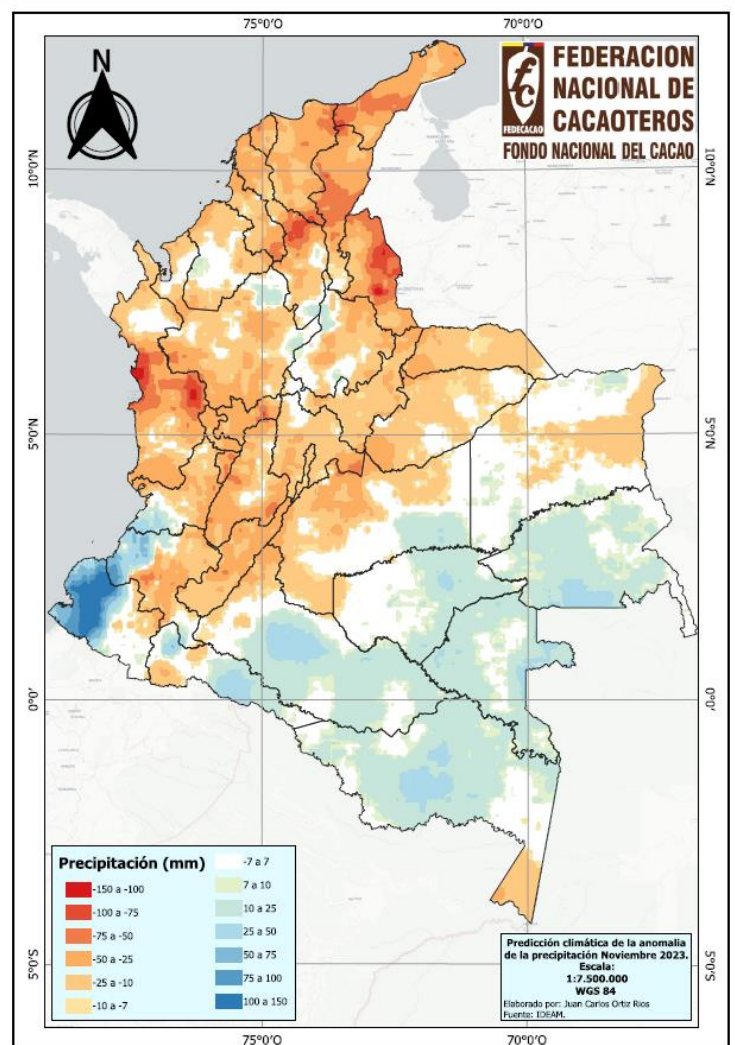 75°0'O 70°0'O
N
FEDERACION
NACIONAL DE
CACAOTEROS
FEDECACAO
FONDO NACIONAL DEL CACAO
10°0'N 10°0'N
5°0'N 5°0'N
0°0' 0°0'
5°0'S 5°0'S
Precipitación (mm)
-150 a -100
-100 a -75
-75 a -50
-50 a -25
-25 a -10
-10 a -7
-7 a 7
7 a 10
10 a 25
25 a 50
50 a 75
75 a 100
100 a 150
Predicción climática de la anomalia
de la precipitación Noviembre 2023.
Escala:
1:7.500.000
WGS 84
Elaborado por: Juan Carlos Ortiz Rios
Fuente: IDEAM.
75°0'O 70°0'O